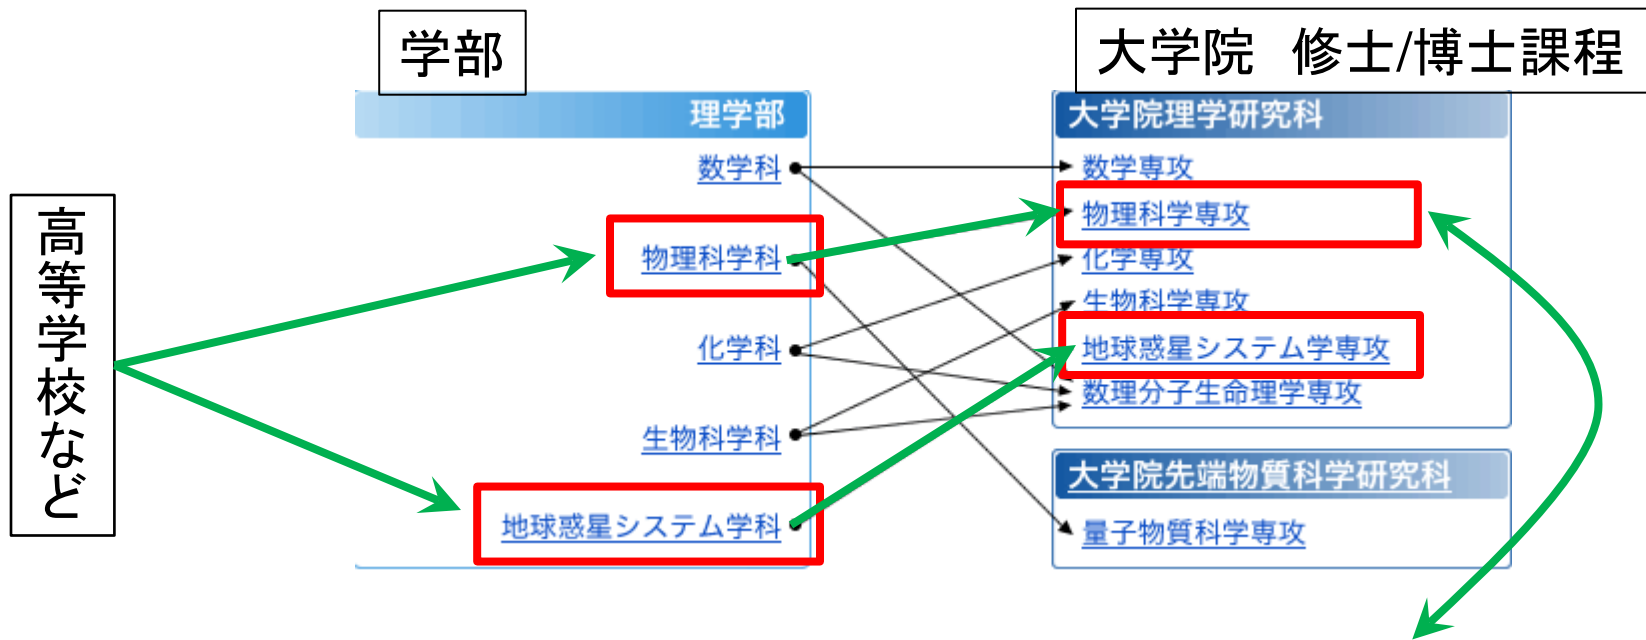 学部
大学院　修士/博士課程
高等学校など
理学部
数学科
物理科学科
化学科
生物科学科
地球惑星システム学科
大学院理学研究科
数学専攻
物理科学専攻
化学専攻
生物科学専攻
地球惑星システム学専攻
数理分子生命理学専攻
大学院先端物質科学研究科
量子物質科学専攻